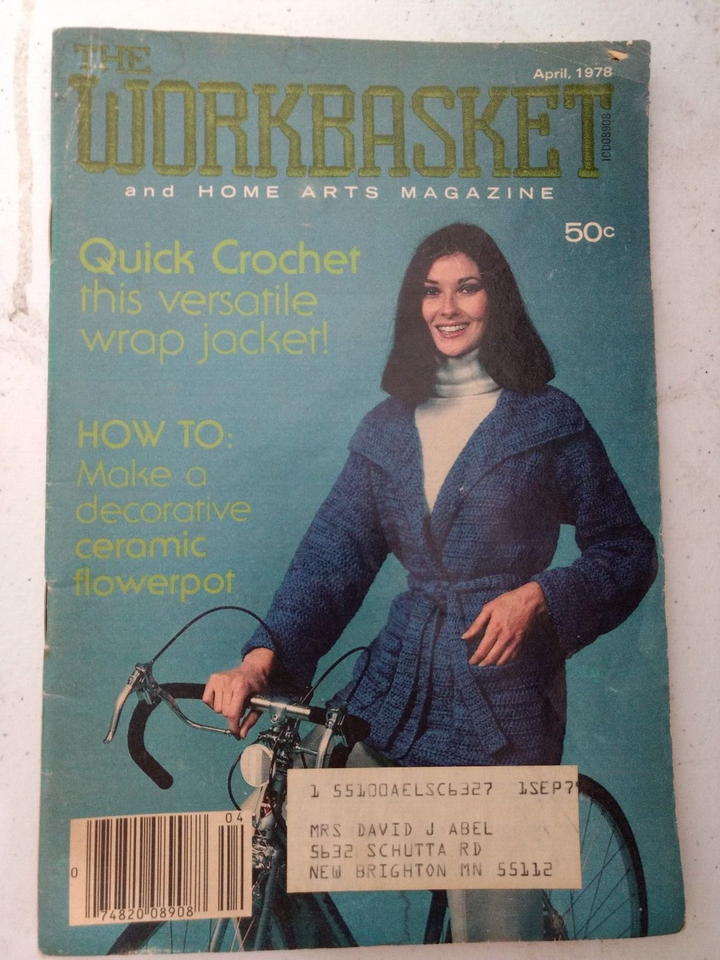 THE
WORKBASKET
April, 1978
ICD08908
and HOME ARTS MAGAZINE
50c
Quick Crochet
this versatile
wrap jacket!
HOW TO:
Make a
decorative
ceramic
flowerpot
1 55100AELSC6327 1SEP79
MRS DAVID J ABEL
5632 SCHUTTA RD
NEW BRIGHTON MN 55112
04
0
74820 08908